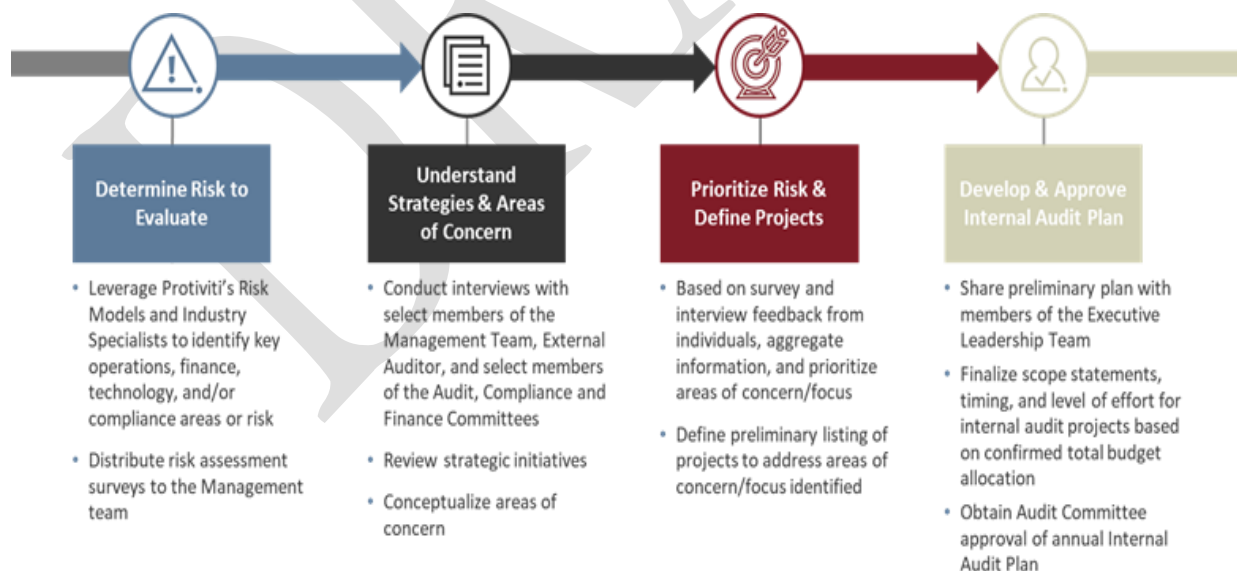 Determine Risk to
Evaluate
• Leverage Protiviti's Risk
Models and Industry
Specialists to identify key
operations, finance,
technology, and/or
compliance areas or risk
• Distribute risk assessment
surveys to the Management
team
Understand
Strategies & Areas
of Concern
• Conduct interviews with
select members of the
Management Team, External
Auditor, and select members
of the Audit, Compliance and
Finance Committees
• Review strategic initiatives
• Conceptualize areas of
concern
Prioritize Risk &
Define Projects
• Based on survey and
interview feedback from
individuals, aggregate
information, and prioritize
areas of concern/focus
• Define preliminary listing of
projects to address areas of
concern/focus identified
Develop & Approve
Internal Audit Plan
• Share preliminary plan with
members of the Executive
Leadership Team
• Finalize scope statements,
timing, and level of effort for
internal audit projects based
on confirmed total budget
allocation
• Obtain Audit Committee
approval of annual Internal
Audit Plan